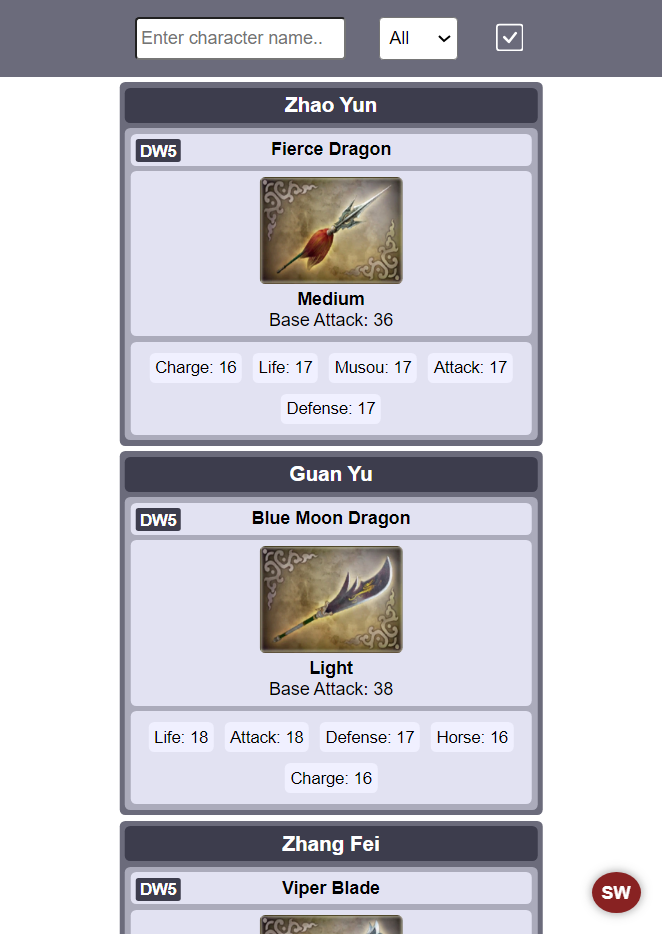 Enter character name..
All
Zhao Yun
DW5
Fierce Dragon
Medium
Base Attack: 36
Charge: 16
Life: 17
Musou: 17
Attack: 17
Defense: 17
Guan Yu
DW5
Blue Moon Dragon
Light
Base Attack: 38
Life: 18
Attack: 18
Defense: 17
Horse: 16
Charge: 16
Zhang Fei
DW5
Viper Blade
SW